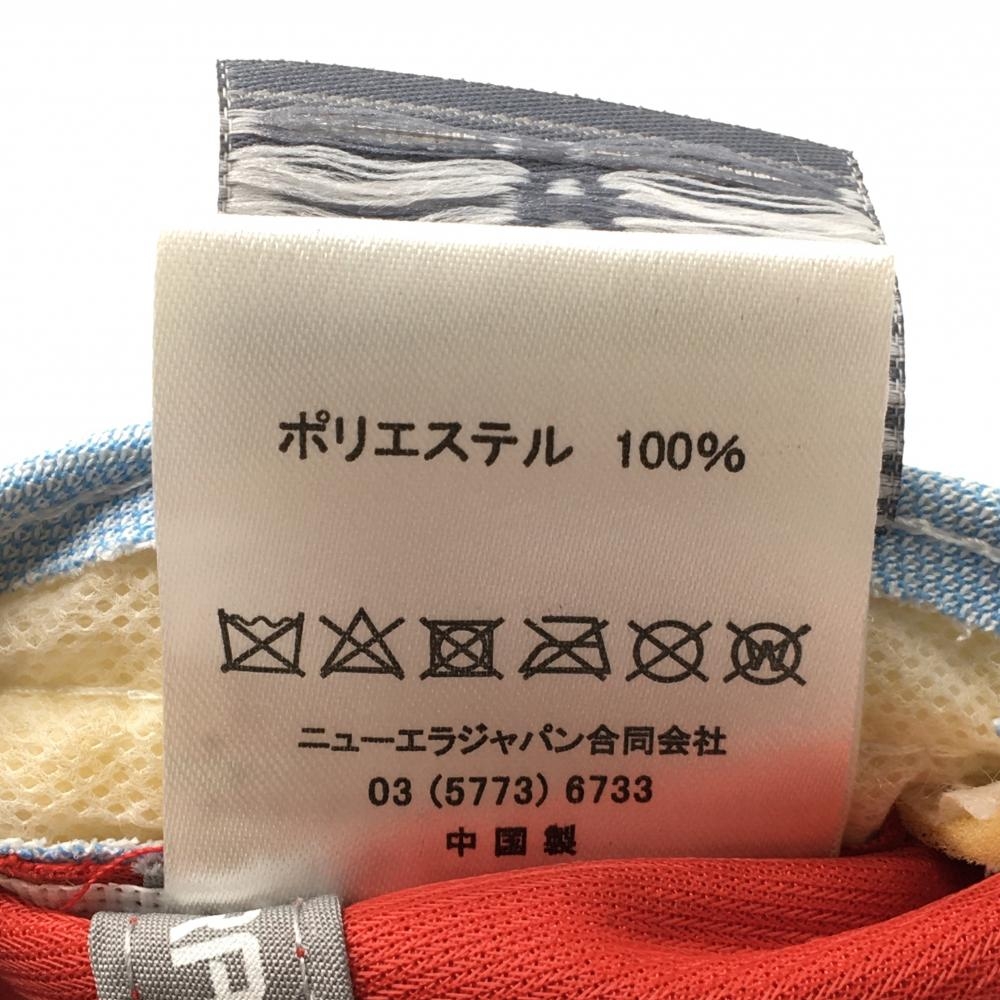 ポリエステル 100%
W
ニューエラジャパン合同会社
03 (5773) 6733
中国製